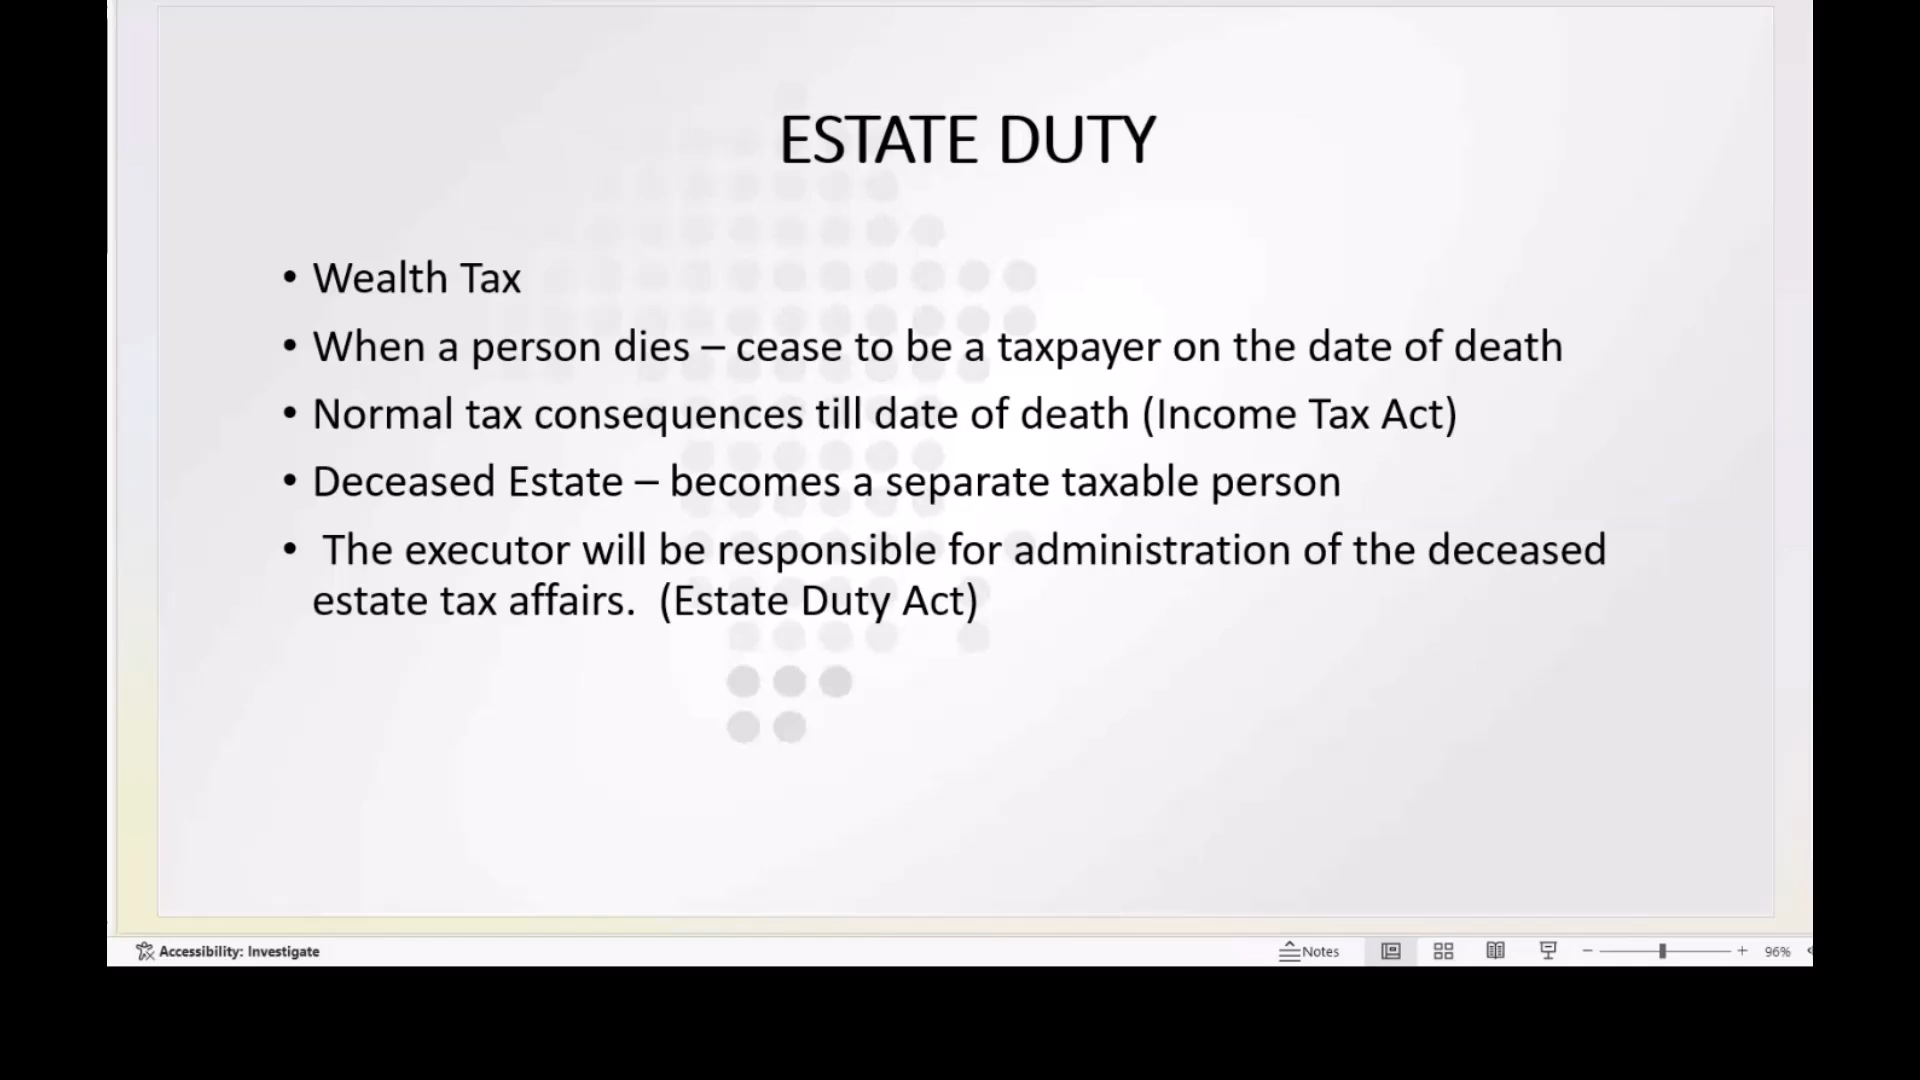 ESTATE DUTY
• Wealth Tax
• When a person dies – cease to be a taxpayer on the date of death
• Normal tax consequences till date of death (Income Tax Act)
• Deceased Estate – becomes a separate taxable person
• The executor will be responsible for administration of the deceased
estate tax affairs.  (Estate Duty Act)
Accessibility: Investigate
Notes
96%